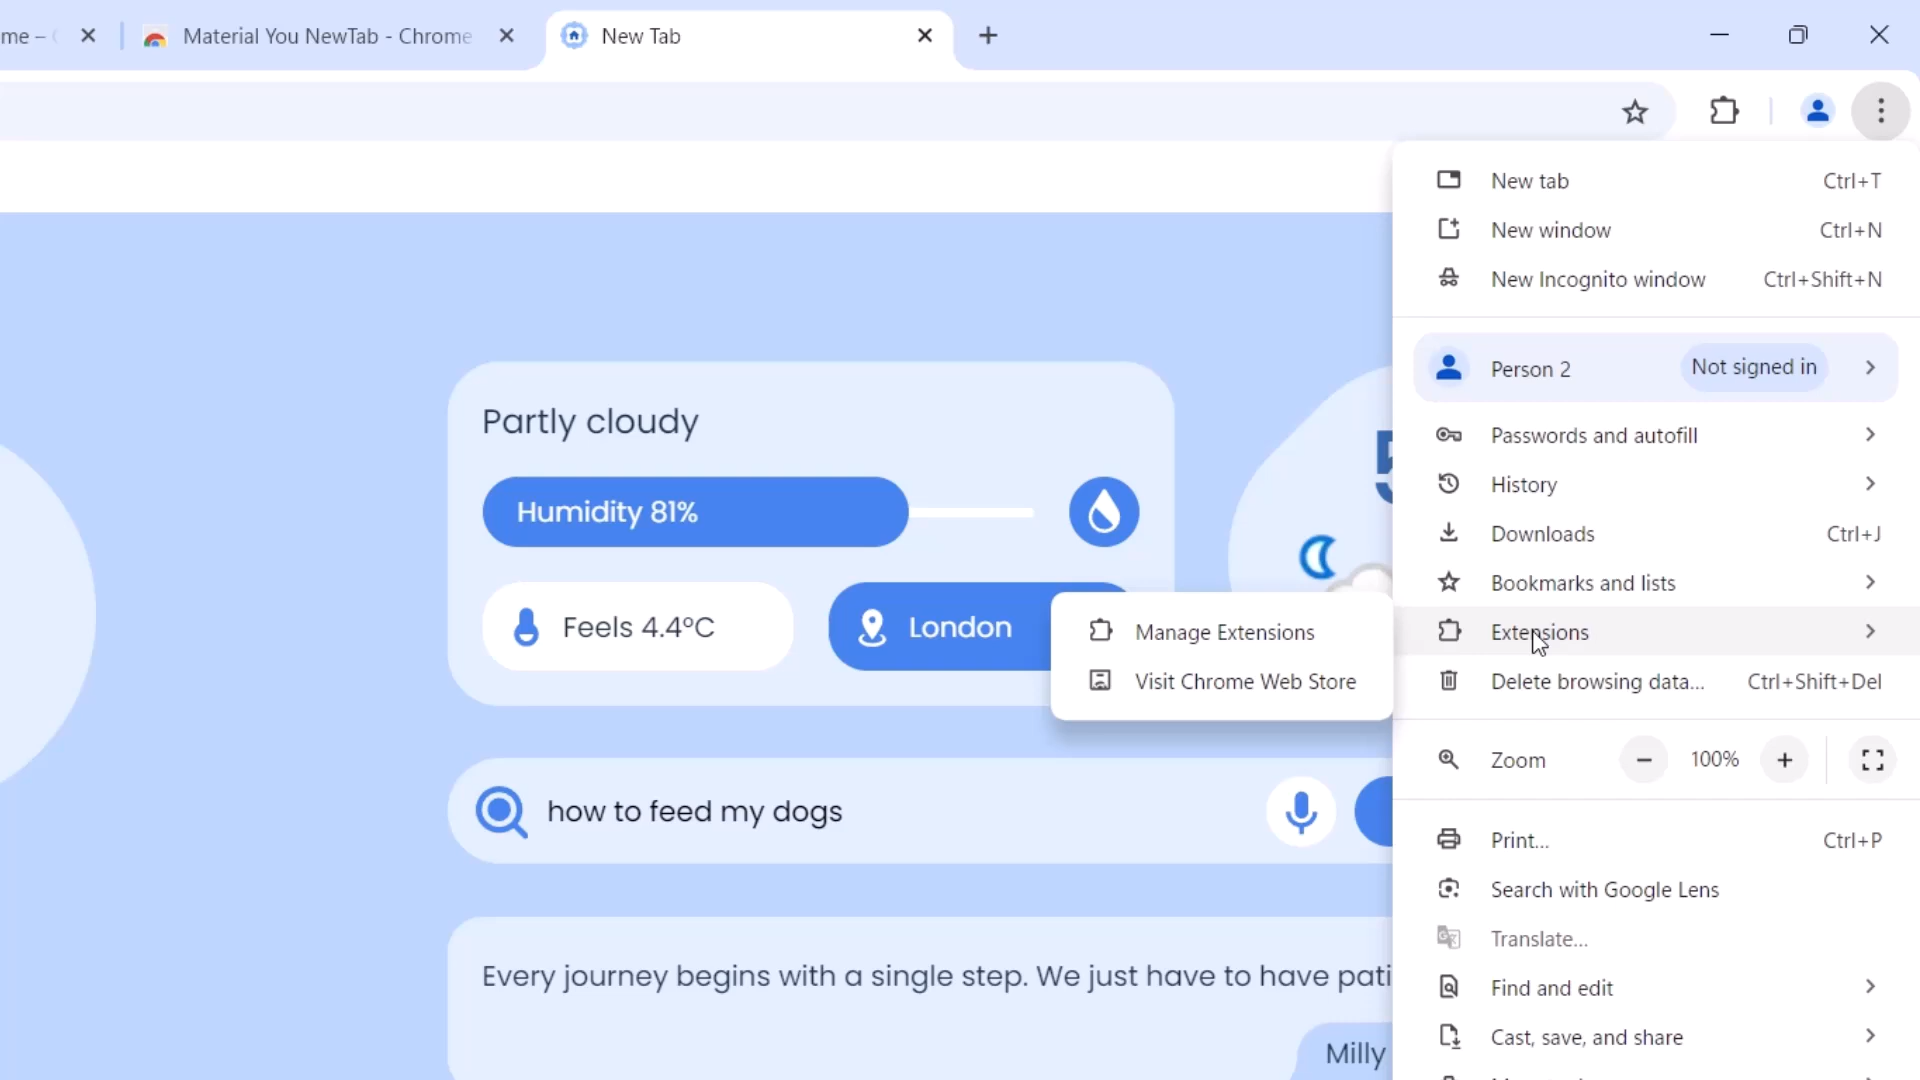 me –
Material You NewTab - Chrome
New Tab
New tab Ctrl+T
New window Ctrl+N
New Incognito window Ctrl+Shift+N
Person 2 Not signed in
Passwords and autofill
History
Downloads Ctrl+J
Bookmarks and lists
Extensions
Delete browsing data... Ctrl+Shift+Del
Zoom − 100% +
Print... Ctrl+P
Search with Google Lens
Translate...
Find and edit
Cast, save, and share
Manage Extensions
Visit Chrome Web Store
Partly cloudy
Humidity 81%
Feels 4.4°C
London
how to feed my dogs
Every journey begins with a single step. We just have to have pati
Milly